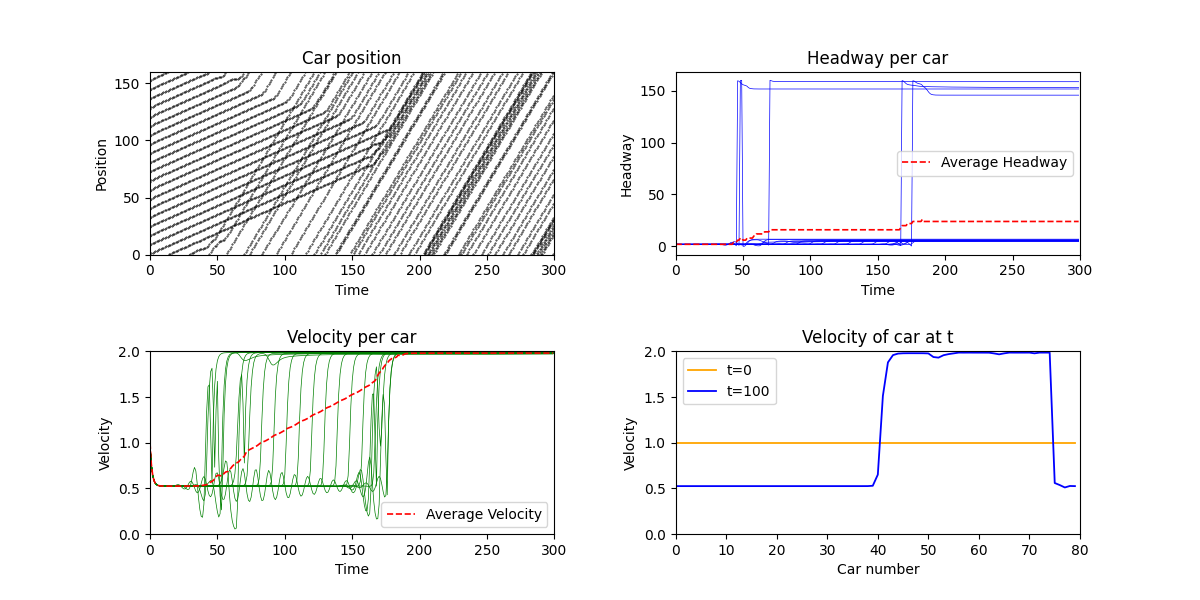 Car position
Position
150
100
50
0
0 50 100 150 200 250 300
Time
Headway per car
Headway
150
100
50
0
Average Headway
0 50 100 150 200 250 300
Time
Velocity per car
Velocity
2.0
1.5
1.0
0.5
0.0
Average Velocity
0 50 100 150 200 250 300
Time
Velocity of car at t
Velocity
2.0
1.5
1.0
0.5
0.0
t=0
t=100
0 10 20 30 40 50 60 70 80
Car number